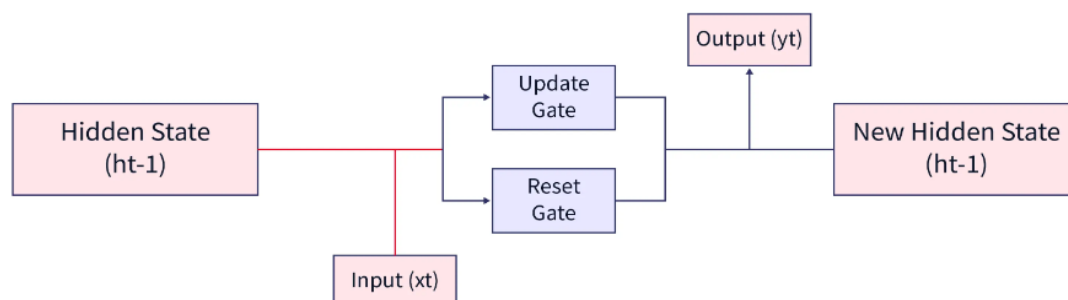 Output (yt)
Update
Gate
Hidden State
(ht-1)
New Hidden State
(ht-1)
Reset
Gate
Input (xt)